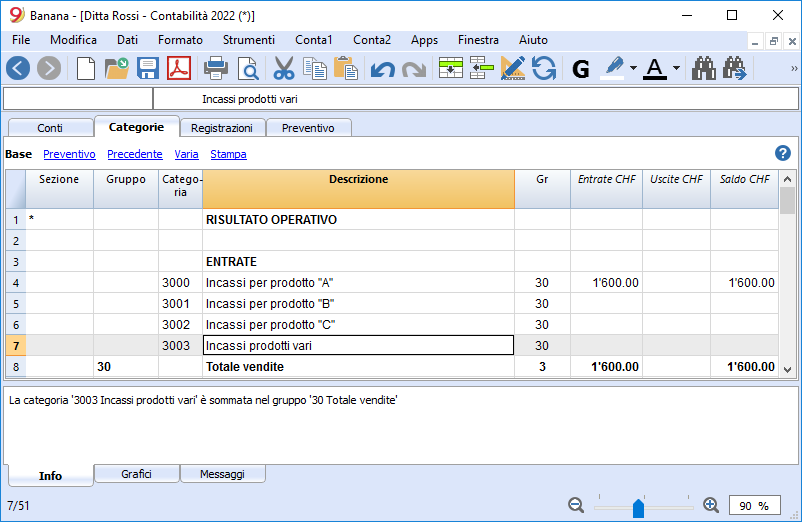 Banana - [Ditta Rossi - Contabilità 2022 (*)]
File Modifica Dati Formato Strumenti Conta1 Conta2 Apps Finestra Aiuto
G A »
Incassi prodotti vari
Conti Categorie Registrazioni Preventivo
Base Preventivo Precedente Varia Stampa ?
Sezione Gruppo Catego-ria Descrizione Gr Entrate CHF Uscite CHF Saldo CHF
1 * RISULTATO OPERATIVO
2
3 ENTRATE
4 3000 Incassi per prodotto "A" 30 1'600.00 1'600.00
5 3001 Incassi per prodotto "B" 30
6 3002 Incassi per prodotto "C" 30
7 3003 Incassi prodotti vari 30
8 30 Totale vendite 3 1'600.00 1'600.00
La categoria '3003 Incassi prodotti vari' è sommata nel gruppo '30 Totale vendite'
Info Grafici Messaggi
7/51 90 %